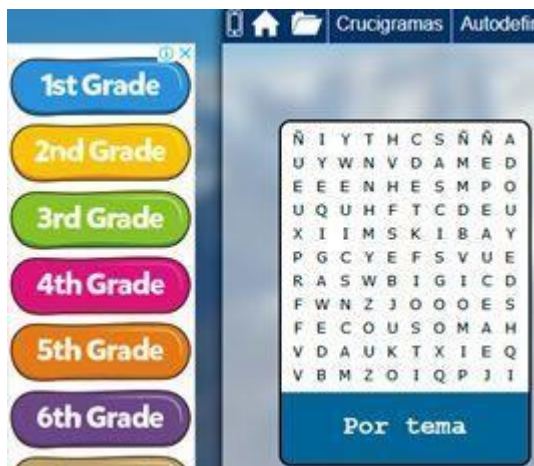 Crucigramas
Autodefi
1st Grade
2nd Grade
3rd Grade
4th Grade
5th Grade
6th Grade
Ñ I Y T H C S Ñ Ñ A
U Y W N V D A M E D
E E E N H E S M P O
U Q U H F T C D E U
X I I M S K I B A Y
P G C Y E F S V U E
R A S W B I G I C D
F W N Z J O O O E S
F E C O U S O M A H
V D A U K T X I E Q
V B M Z O I Q P J I
Por tema